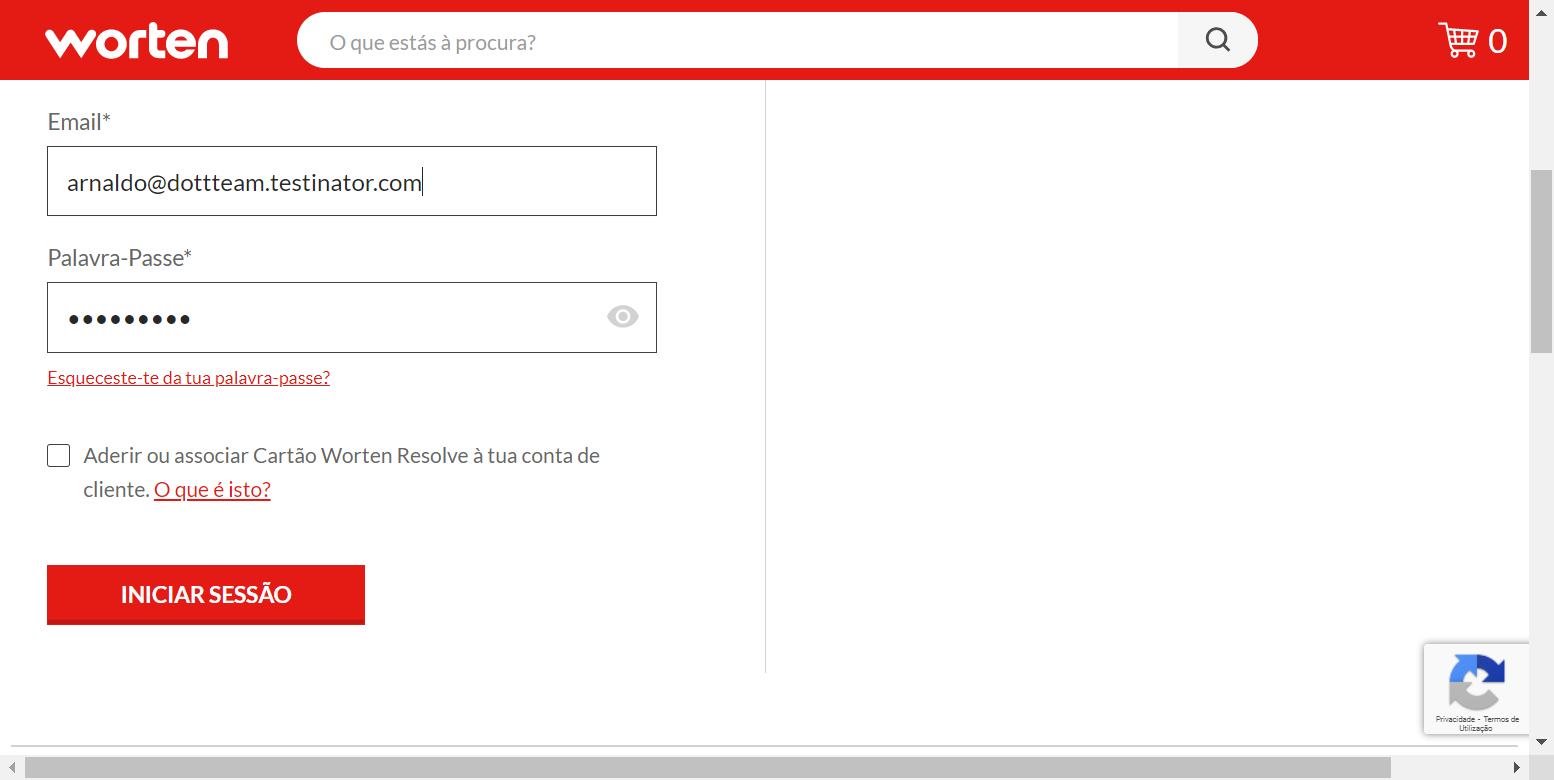 worten
O que estás à procura?
0
Email*
arnaldo@dottteam.testinator.com
Palavra-Passe*
•••••••••
Esqueceste-te da tua palavra-passe?
Aderir ou associar Cartão Worten Resolve à tua conta de
cliente. O que é isto?
INICIAR SESSÃO
Privacidade - Termos de
Utilização